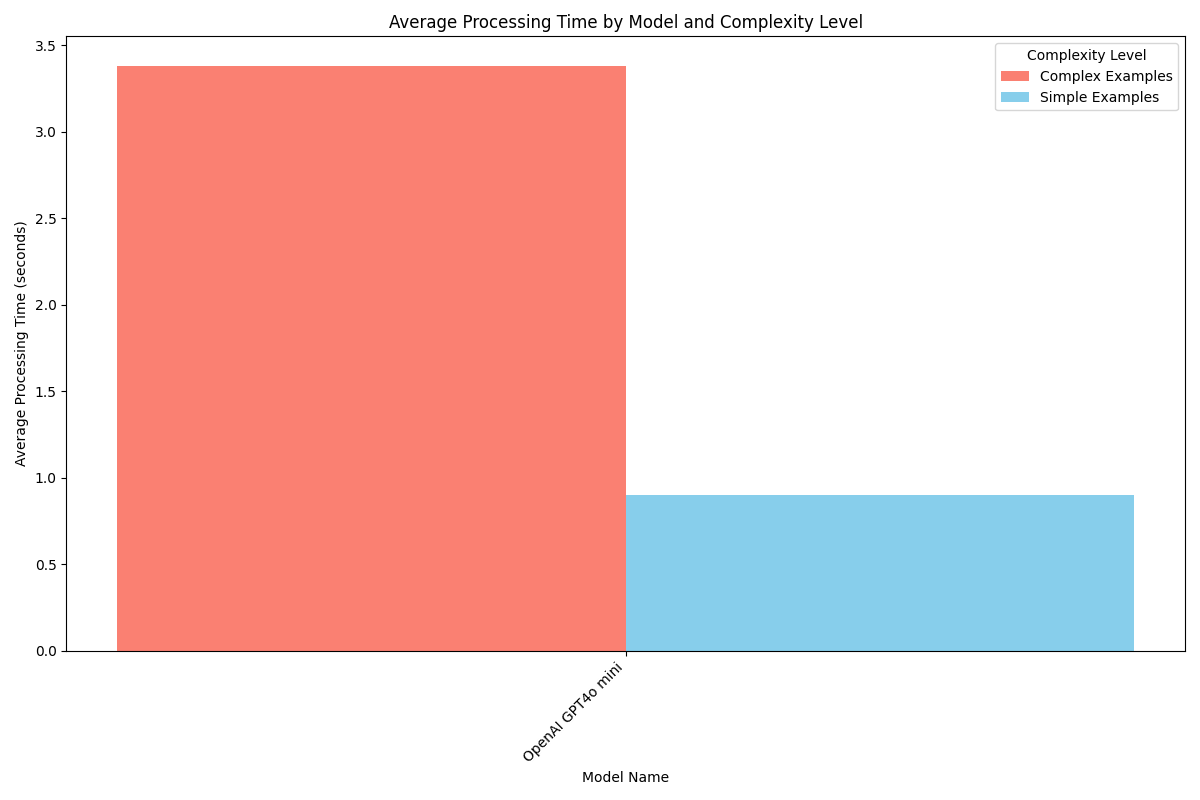 Average Processing Time by Model and Complexity Level
Complexity Level
Complex Examples
Simple Examples
Average Processing Time (seconds)
3.5
3.0
2.5
2.0
1.5
1.0
0.5
0.0
OpenAI GPT4o mini
Model Name